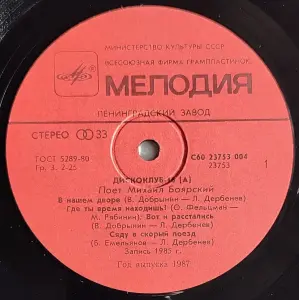 МИНИСТЕРСТВО КУЛЬТУРЫ СССР
ВСЕСОЮЗНАЯ ФИРМА ГРАМПЛАСТИНОК
МЕЛОДИЯ
ЛЕНИНГРАДСКИЙ ЗАВОД
СТЕРЕО 33
ГОСТ 5289-80
Гр. 3. 2-25
С60 23753 004
1
ДИСКОКЛУБ-16 (А)
Поет Михаил Боярский
В нашем дворе (В. Добрынин — Л. Дербенев)
Где ты время находишь? (О. Фельцман —
М. Рябинин). Вот и расстались
(В. Добрынин — Л. Дербенев)
Сяду в скорый поезд
(Б. Емельянов — Л. Дербенев)
Запись 1985 г.
Год выпуска 1987